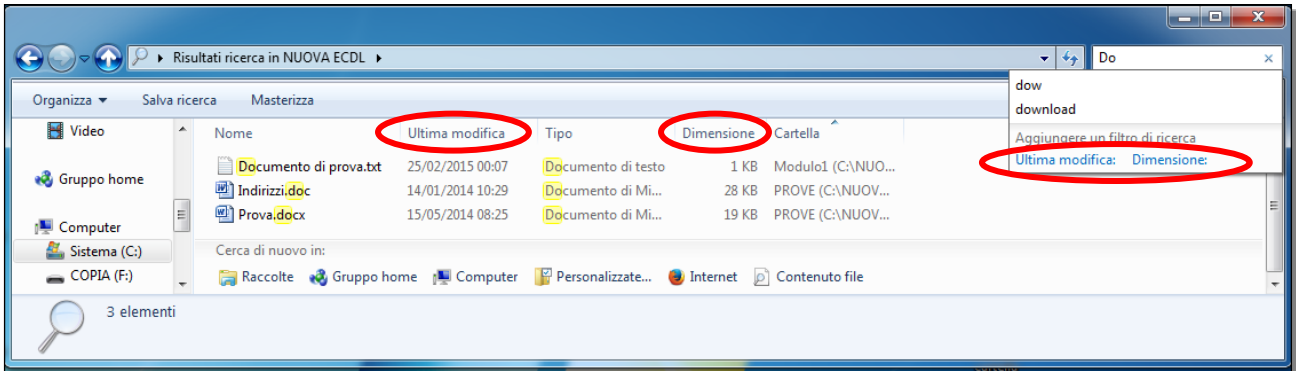 Risultati ricerca in NUOVA ECDL
Do
dow
download
Aggiungere un filtro di ricerca
Ultima modifica: Dimensione:
Organizza Salva ricerca Masterizza
Nome Ultima modifica Tipo Dimensione Cartella
Documento di prova.txt 25/02/2015 00:07 Documento di testo 1 KB Modulo1 (C:\NUO...
Indirizzi.doc 14/01/2014 10:29 Documento di Mi... 28 KB PROVE (C:\NUOV...
Prova.docx 15/05/2014 08:25 Documento di Mi... 19 KB PROVE (C:\NUOV...
Cerca di nuovo in:
Raccolte Gruppo home Computer Personalizzate... Internet Contenuto file
Video
Gruppo home
Computer
Sistema (C:)
COPIA (F:)
3 elementi